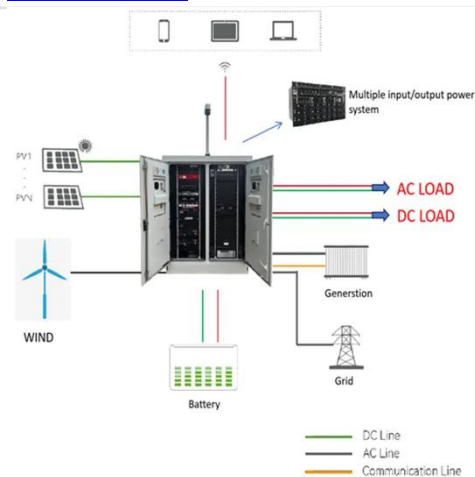 Multiple input/output power
system
PV1
PVN
AC LOAD
DC LOAD
WIND
Generstion
Grid
Battery
DC Line
AC Line
Communication Line